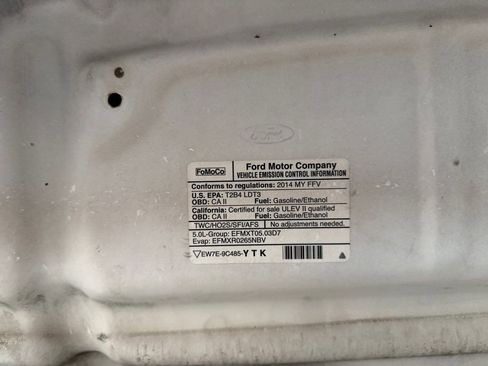 Ford
FoMoCo
Ford Motor Company
VEHICLE EMISSION CONTROL INFORMATION
Conforms to regulations: 2014 MY FFV
U.S. EPA: T2B4 LDT3
OBD: CA II Fuel: Gasoline/Ethanol
California: Certified for sale ULEV II qualified
OBD: CA II Fuel: Gasoline/Ethanol
TWC/HO2S/SFI/AFS No adjustments needed.
5.0L-Group: EFMXT05.03D7
Evap: EFMXR0265NBV
EW7E-9C485-YTK